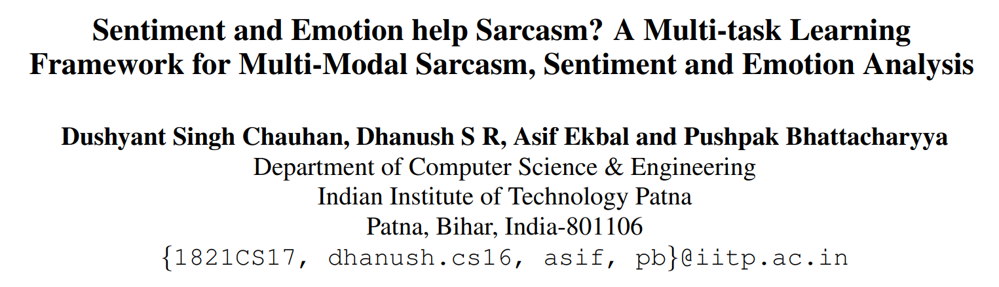 Sentiment and Emotion help Sarcasm? A Multi-task Learning
Framework for Multi-Modal Sarcasm, Sentiment and Emotion Analysis
Dushyant Singh Chauhan, Dhanush S R, Asif Ekbal and Pushpak Bhattacharyya
Department of Computer Science & Engineering
Indian Institute of Technology Patna
Patna, Bihar, India-801106
{1821CS17, dhanush.cs16, asif, pb}@iitp.ac.in